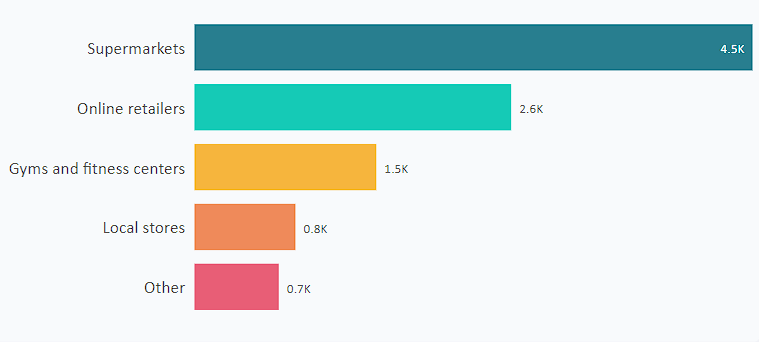 Supermarkets 4.5K
Online retailers 2.6K
Gyms and fitness centers 1.5K
Local stores 0.8K
Other 0.7K